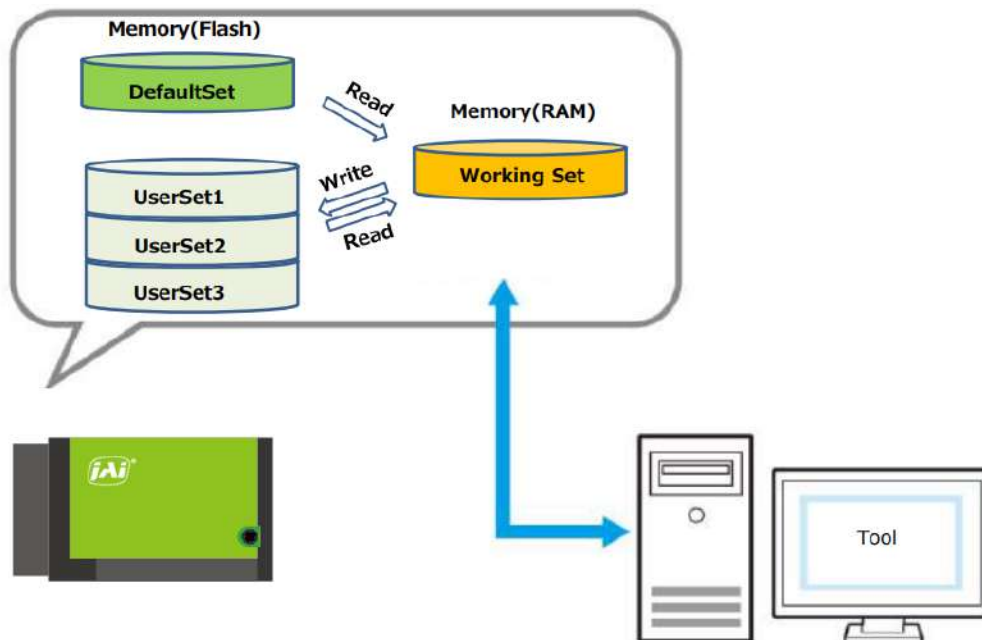 Memory(Flash)
DefaultSet
Read
Memory(RAM)
Working Set
Write
Read
UserSet1
UserSet2
UserSet3
JAi®
Tool